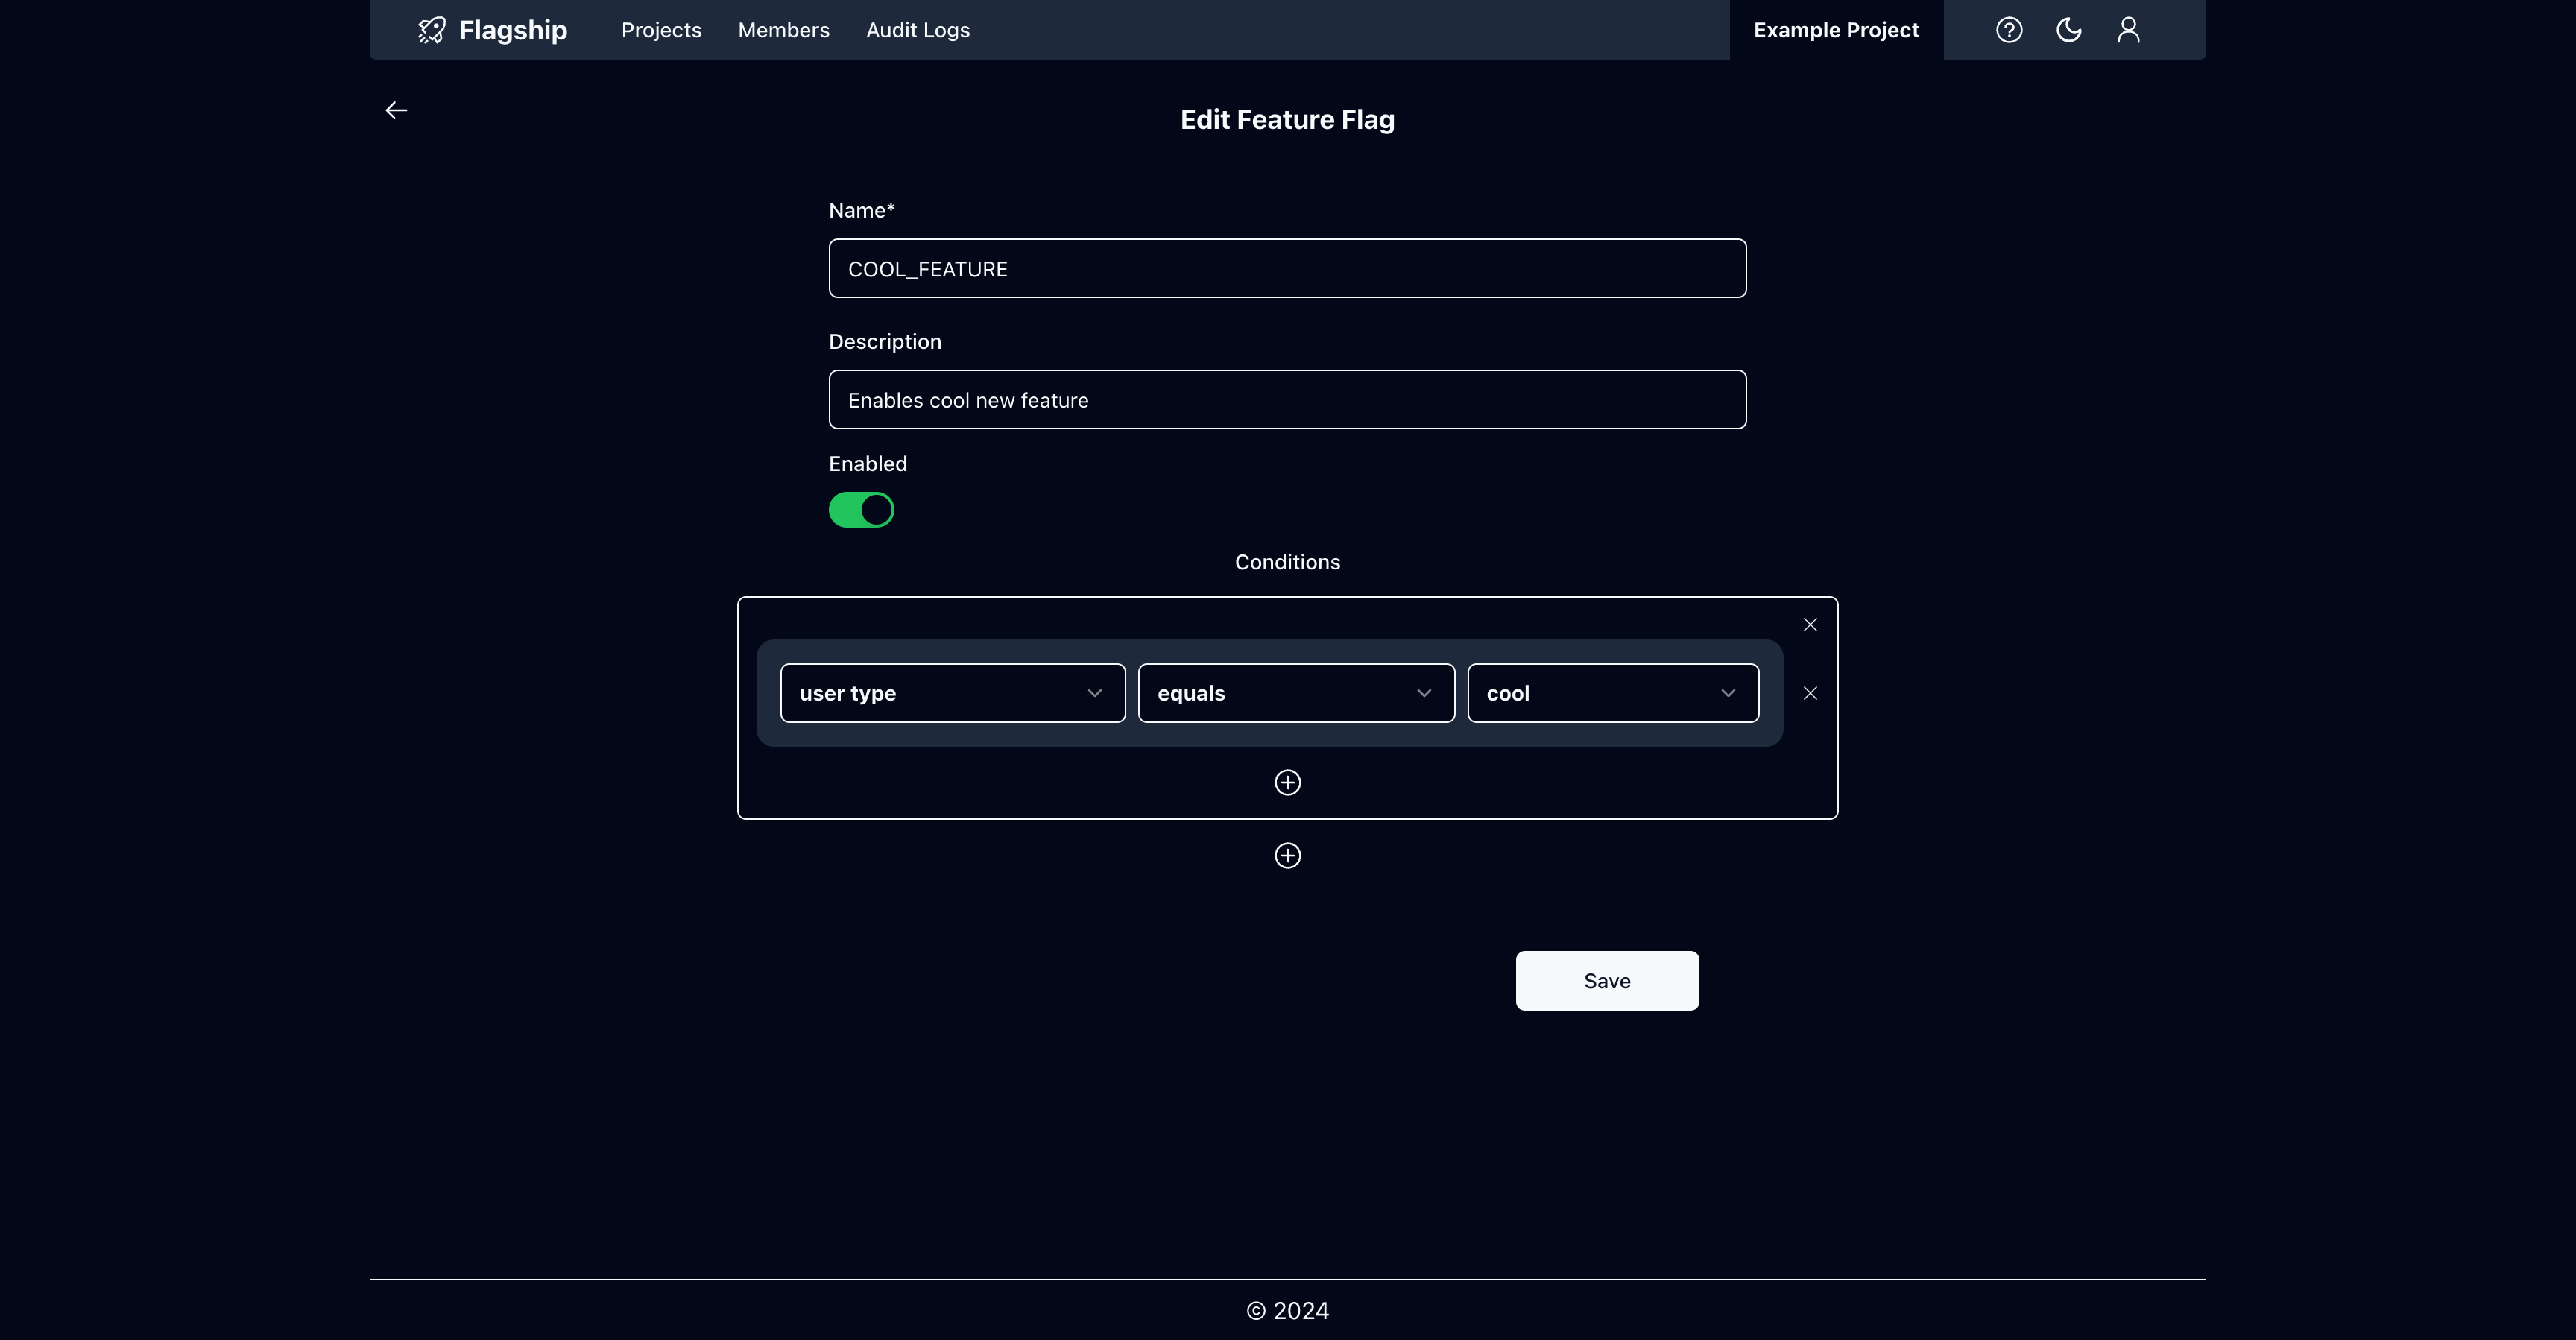 Flagship Projects Members Audit Logs Example Project
Edit Feature Flag
Name*
COOL_FEATURE
Description
Enables cool new feature
Enabled
Conditions
user type equals cool
Save
© 2024